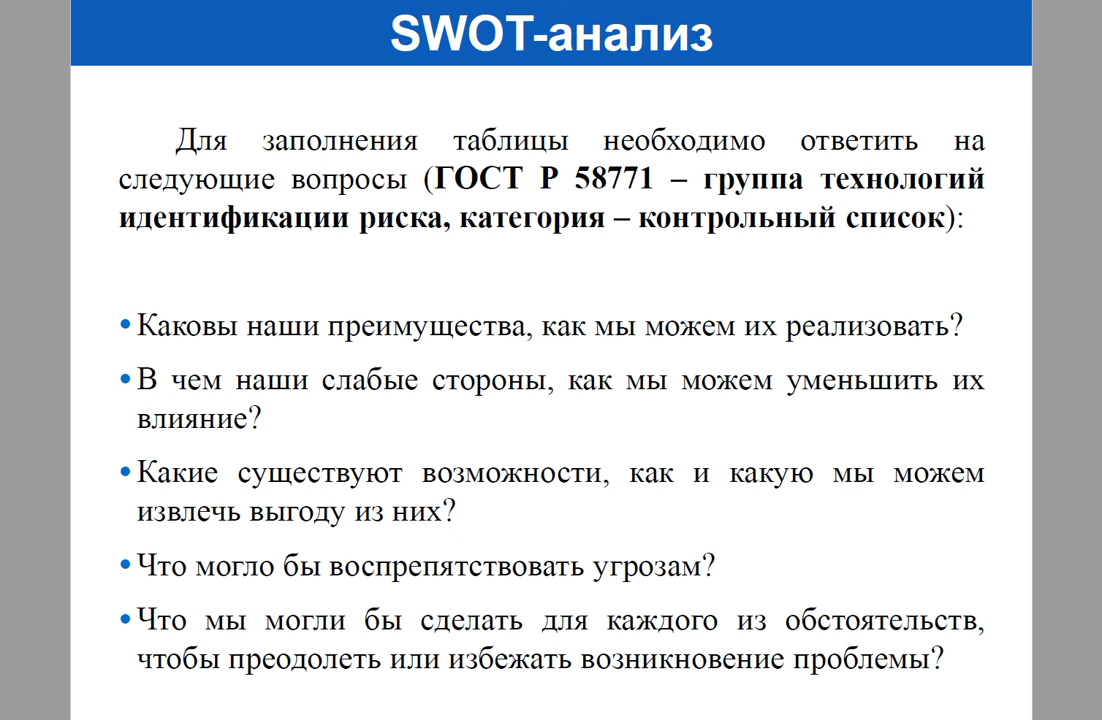 SWOT-анализ
Для заполнения таблицы необходимо ответить на
следующие вопросы (ГОСТ Р 58771 – группа технологий
идентификации риска, категория – контрольный список):
• Каковы наши преимущества, как мы можем их реализовать?
• В чем наши слабые стороны, как мы можем уменьшить их
влияние?
• Какие существуют возможности, как и какую мы можем
извлечь выгоду из них?
• Что могло бы воспрепятствовать угрозам?
• Что мы могли бы сделать для каждого из обстоятельств,
чтобы преодолеть или избежать возникновение проблемы?